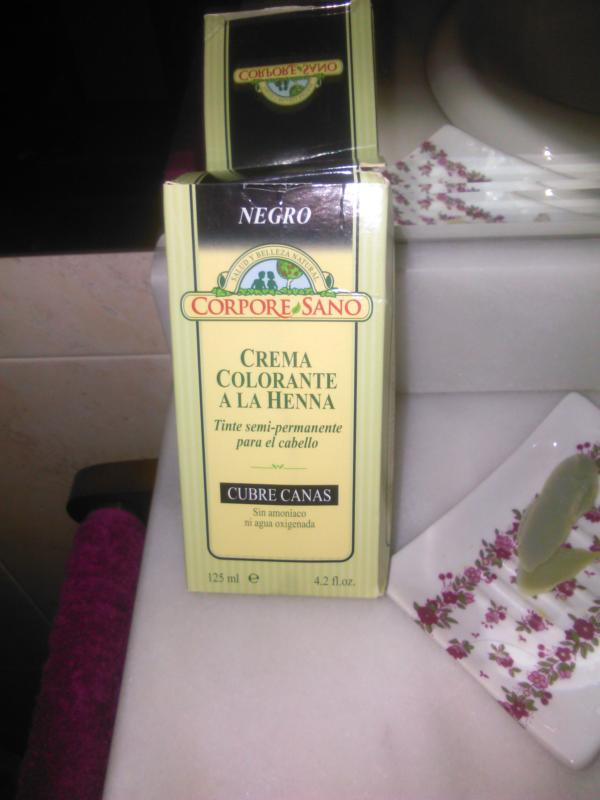 CORPORE SANO
NEGRO
SALUD Y BELLEZA NATURAL
CORPORE SANO
CREMA
COLORANTE
A LA HENNA
Tinte semi-permanente
para el cabello
CUBRE CANAS
Sin amoniaco
ni agua oxigenada
125 ml e 4.2 fl.oz.